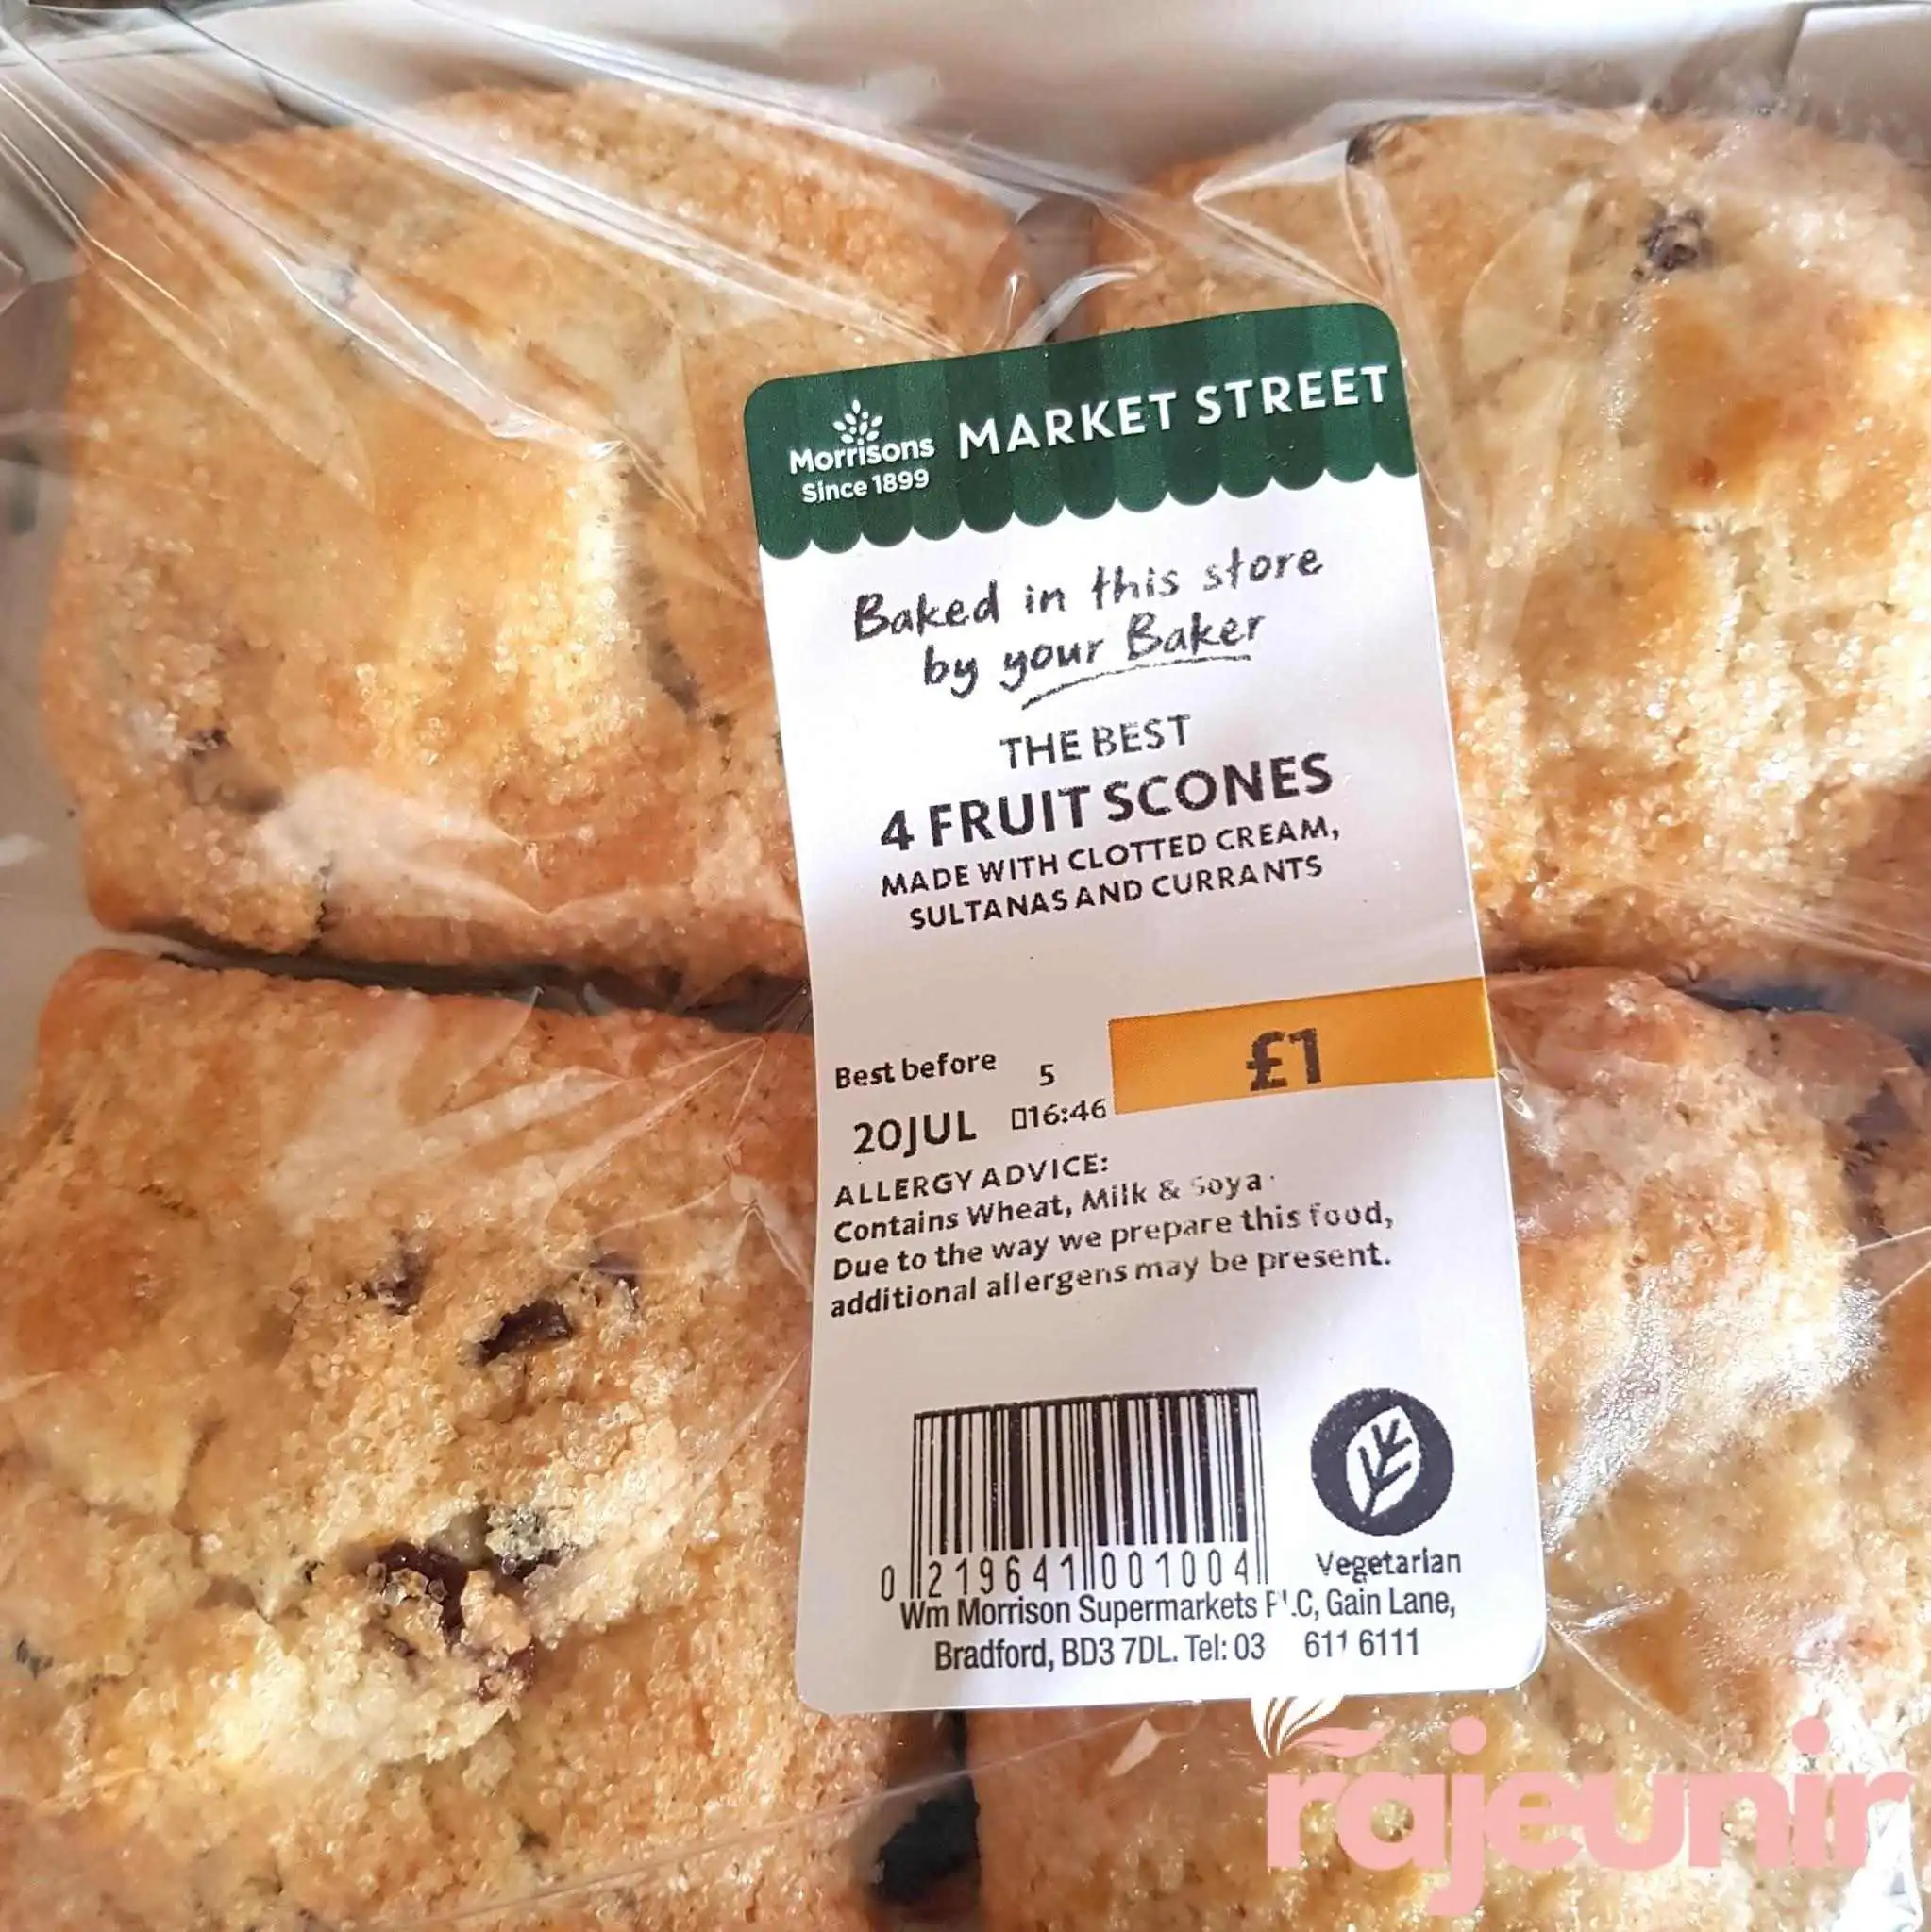 Morrisons
Since 1899
MARKET STREET
Baked in this store
by your Baker
THE BEST
4 FRUIT SCONES
MADE WITH CLOTTED CREAM,
SULTANAS AND CURRANTS
£1
Best before 5
20JUL 16:46
ALLERGY ADVICE:
Contains Wheat, Milk & Soya.
Due to the way we prepare this food,
additional allergens may be present.
0 219641 001004
Vegetarian
Wm Morrison Supermarkets Gain Lane,
Bradford, BD3 7DL. Tel: 03 6111
rajeunir